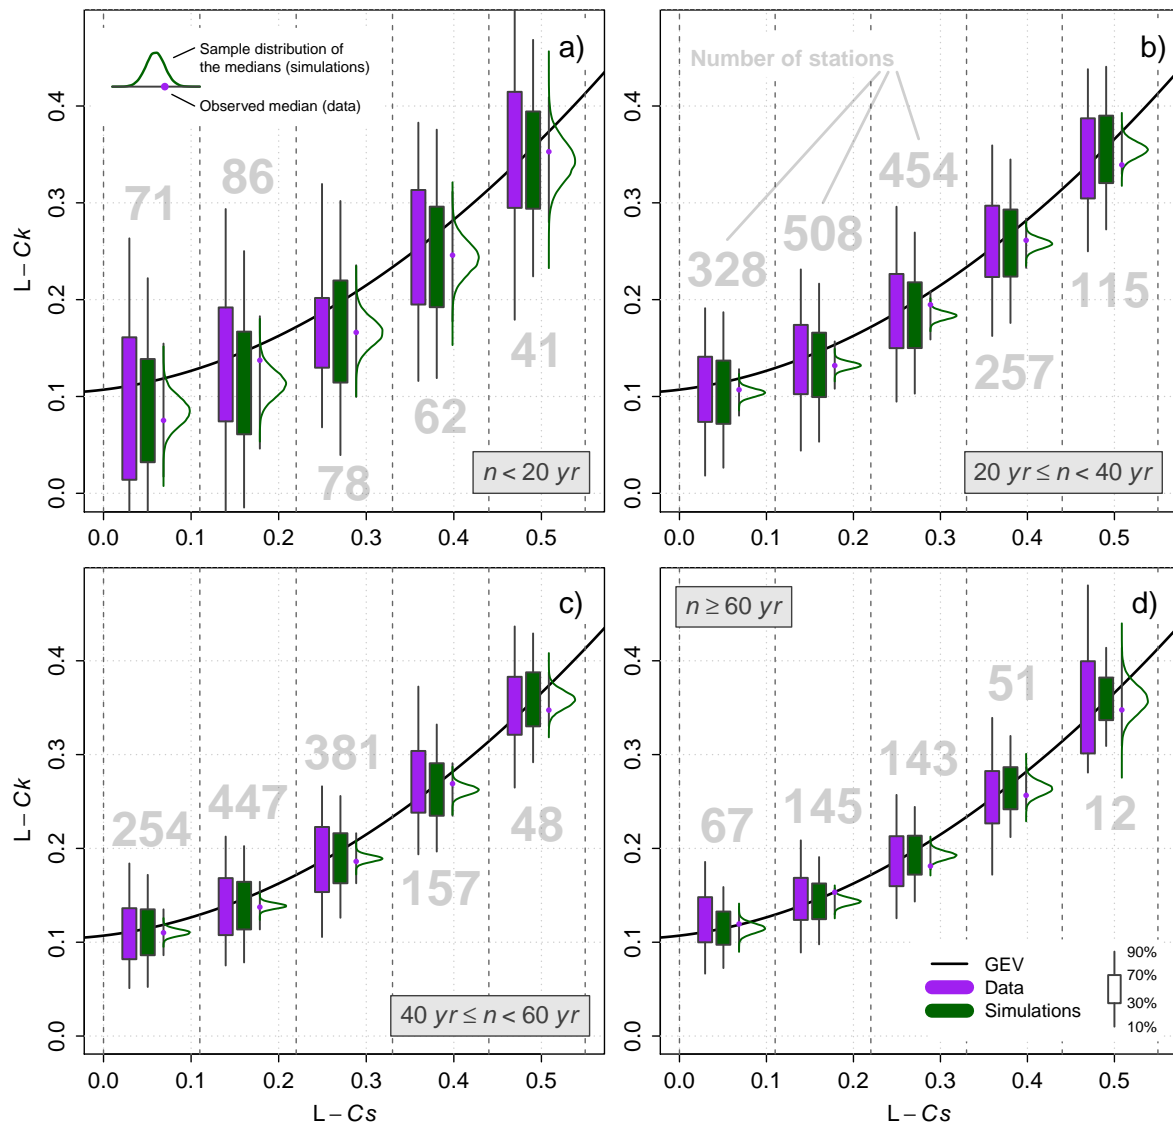 a)
Sample distribution of
the medians (simulations)
Observed median (data)
71
86
78
62
41
n < 20 yr
0.0
0.1
0.2
0.3
0.4
L – Ck
0.0 0.1 0.2 0.3 0.4 0.5
b)
Number of stations
328
508
454
257
115
20 yr ≤ n < 40 yr
0.0
0.1
0.2
0.3
0.4
0.0 0.1 0.2 0.3 0.4 0.5
c)
254
447
381
157
48
40 yr ≤ n < 60 yr
0.0
0.1
0.2
0.3
0.4
L – Ck
0.0 0.1 0.2 0.3 0.4 0.5
L – Cs
d)
n ≥ 60 yr
67
145
143
51
12
GEV
Data
Simulations
90%
70%
30%
10%
0.0
0.1
0.2
0.3
0.4
0.0 0.1 0.2 0.3 0.4 0.5
L – Cs